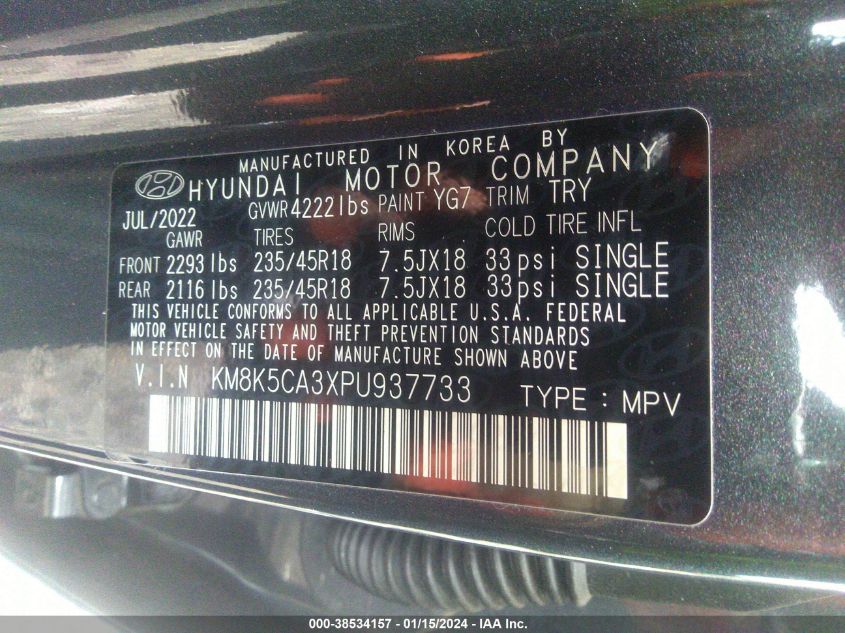 MANUFACTURED IN KOREA BY
HYUNDAI MOTOR COMPANY
JUL/2022 GVWR 4222 lbs PAINT YG7 TRIM TRY
GAWR TIRES RIMS COLD TIRE INFL
FRONT 2293 lbs 235/45R18 7.5JX18 33psi SINGLE
REAR 2116 lbs 235/45R18 7.5JX18 33psi SINGLE
THIS VEHICLE CONFORMS TO ALL APPLICABLE U.S.A. FEDERAL
MOTOR VEHICLE SAFETY AND THEFT PREVENTION STANDARDS
IN EFFECT ON THE DATE OF MANUFACTURE SHOWN ABOVE
V.I.N KM8K5CA3XPU937733 TYPE : MPV
000-38534157 - 01/15/2024 - IAA Inc.